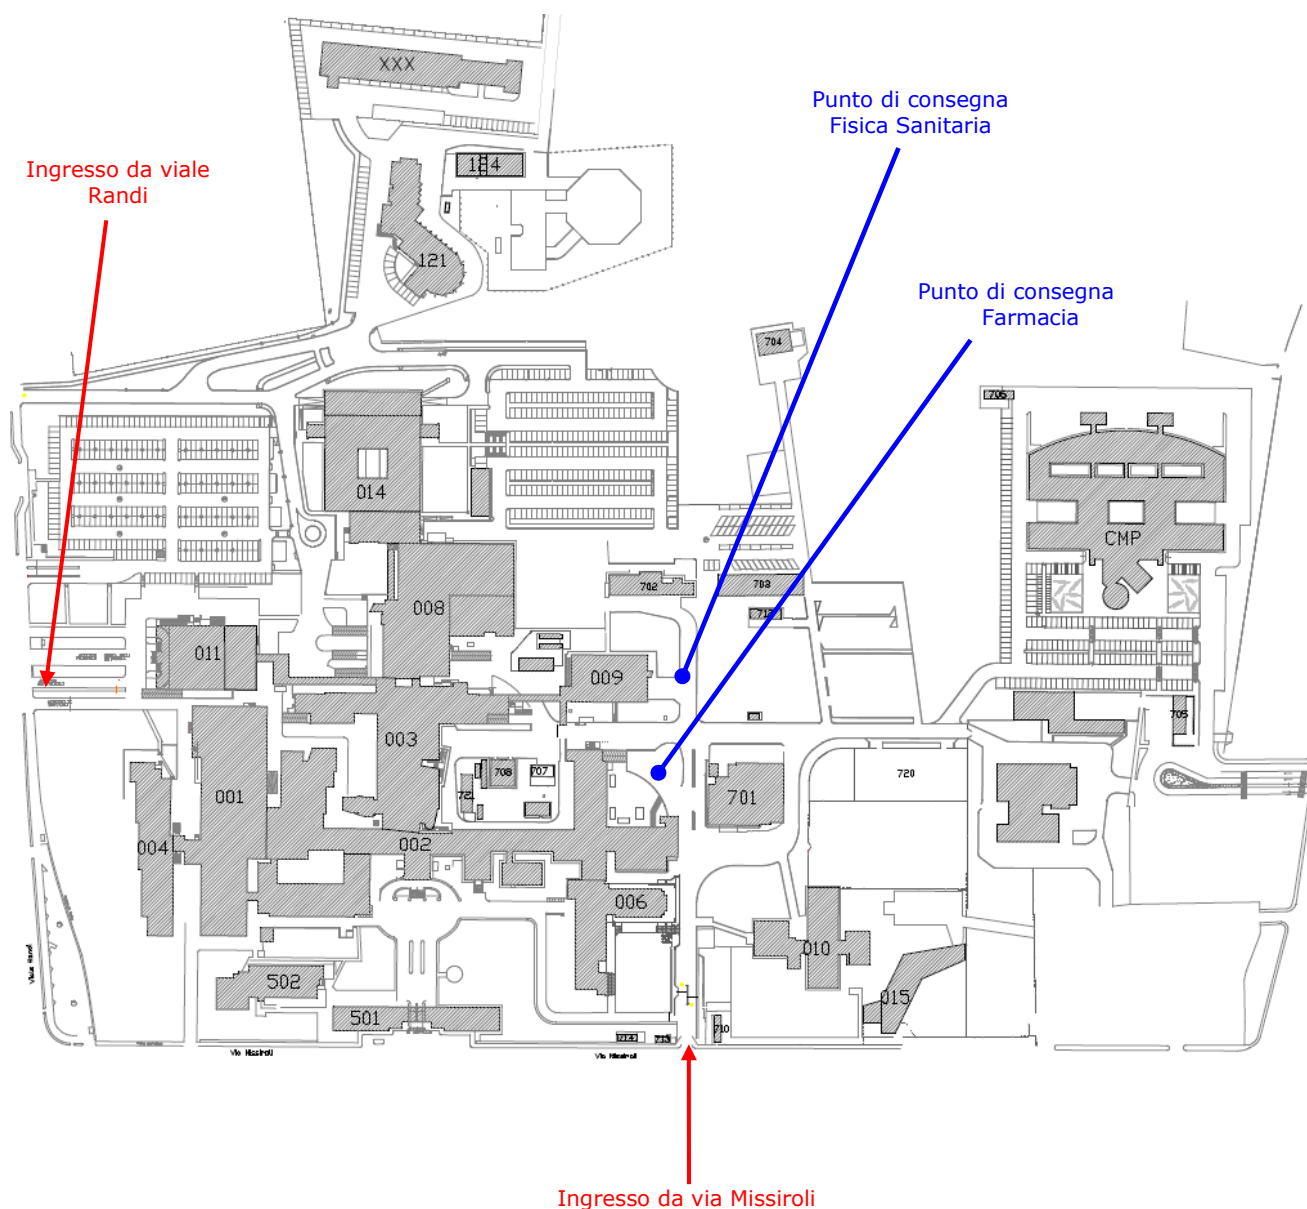 XXX
Punto di consegna
Fisica Sanitaria
Ingresso da viale
Randi
121
Punto di consegna
Farmacia
704
706
014
CMP
702
703
008
011
009
705
003
708
707
720
721
701
001
002
004
006
010
502
015
501
710
Via Missiroli
Via Missiroli
Ingresso da via Missiroli